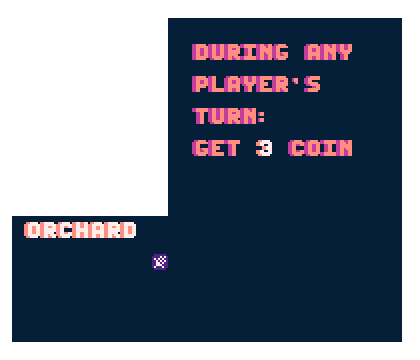 DURING ANY
PLAYER'S
TURN:
GET 3 COIN
ORCHARD